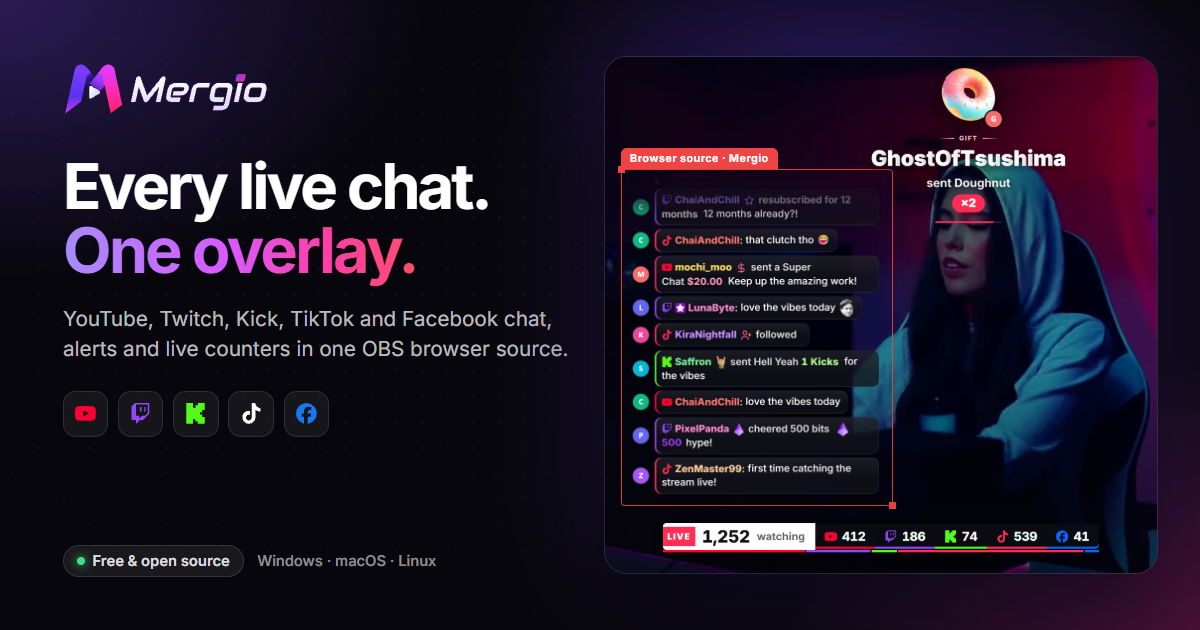 Mergio
Every live chat.
One overlay.
YouTube, Twitch, Kick, TikTok and Facebook chat,
alerts and live counters in one OBS browser source.
Free & open source
Windows · macOS · Linux
G
GIFT
GhostOfTsushima
sent Doughnut
×2
Browser source · Mergio
C ChaiAndChill ☆ resubscribed for 12
months 12 months already?!
C ChaiAndChill: that clutch tho 😂
M mochi_moo $ sent a Super
Chat $20.00 Keep up the amazing work!
L LunaByte: love the vibes today
K KiraNightfall followed
S Saffron 🤘 sent Hell Yeah 1 Kicks for
the vibes
C ChaiAndChill: love the vibes today
P PixelPanda cheered 500 bits
500 hype!
Z ZenMaster99: first time catching the
stream live!
LIVE 1,252 watching 412 186 74 539 41